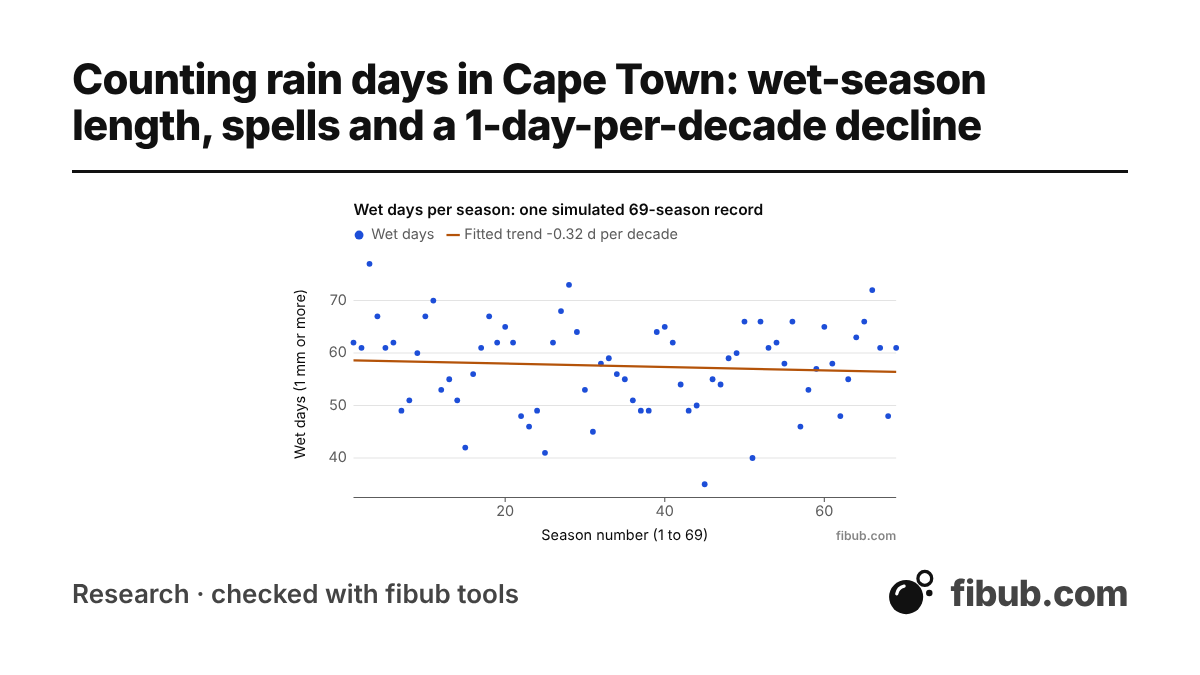 Counting rain days in Cape Town: wet-season
length, spells and a 1-day-per-decade decline
Wet days per season: one simulated 69-season record
Wet days
Fitted trend -0.32 d per decade
Wet days (1 mm or more)
70
60
50
40
20
40
60
Season number (1 to 69)
fibub.com
Research · checked with fibub tools
fibub.com